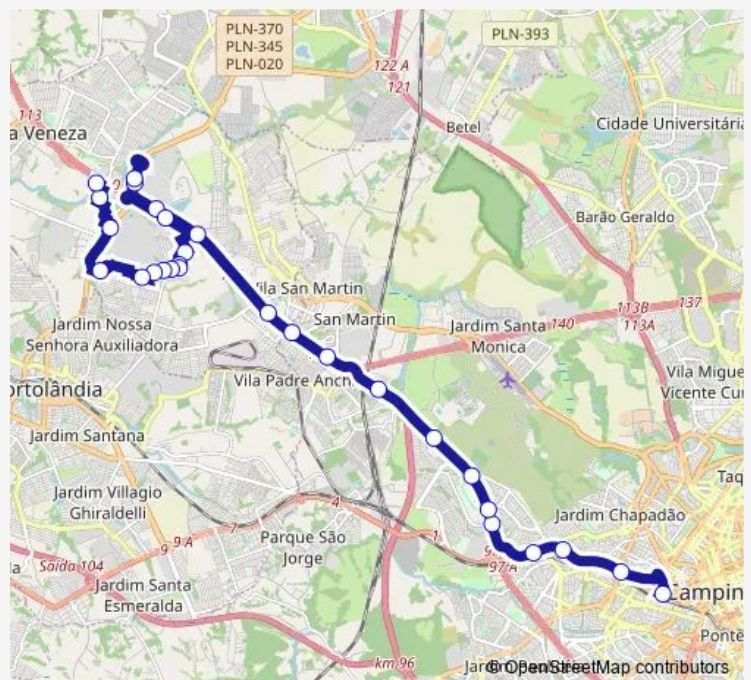 PLN-370
PLN-345
PLN-020
PLN-393
122 A
121
113
a Veneza
Betel
Cidade Universitária
Barão Geraldo
Vila San Martin
San Martin
113B
137
113A
140
Jardim Santa
Monica
Jardim Nossa
Senhora Auxiliadora
Vila Padre Anch
Vila Migue
Vicente Cur
ortolândia
Jardim Santana
Taq
Jardim Villagio
Ghiraldelli
Jardim Chapadão
4
7
1
9
9 A
Parque São
Jorge
97 A
Saída 104
Jardim Santa
Esmeralda
Campin
Ponte
km 96
© OpenStreetMap contributors